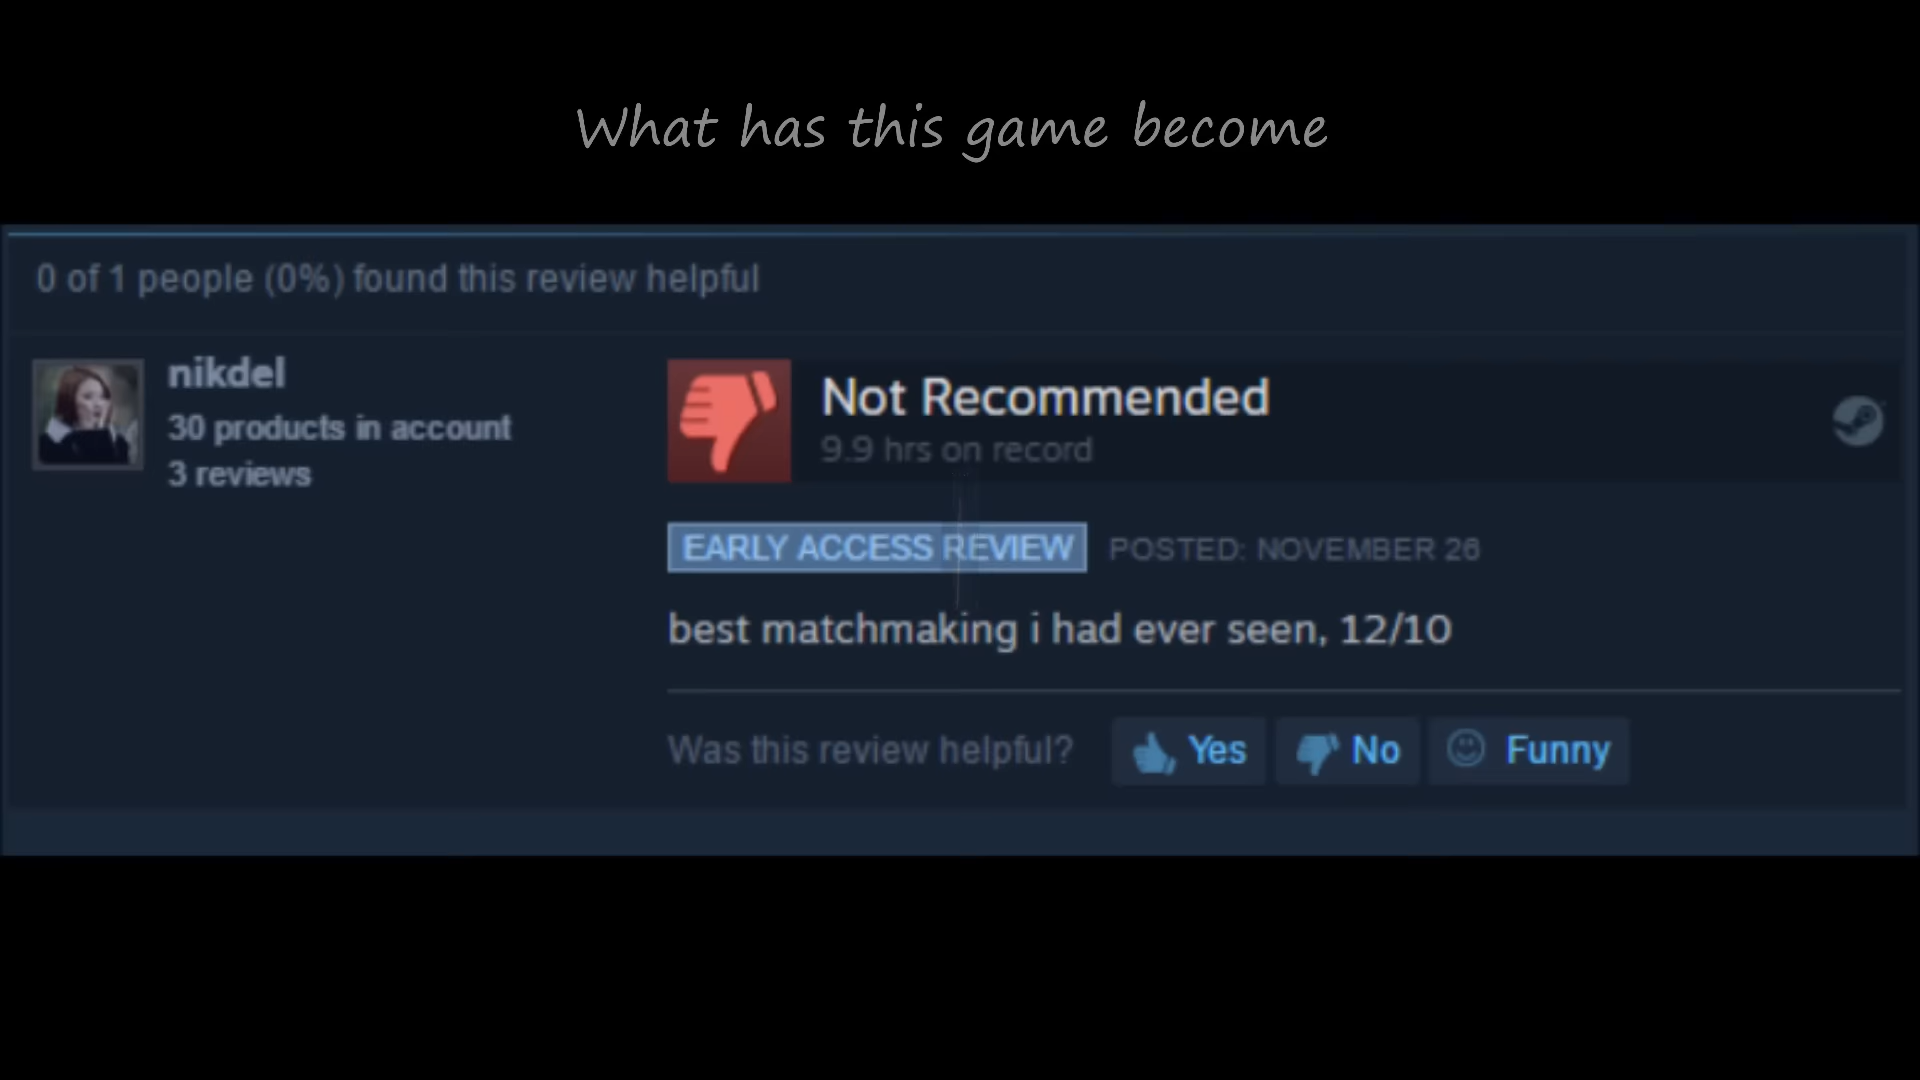 What has this game become
0 of 1 people (0%) found this review helpful
nikdel
30 products in account
3 reviews
Not Recommended
9.9 hrs on record
EARLY ACCESS REVIEW POSTED: NOVEMBER 26
best matchmaking i had ever seen, 12/10
Was this review helpful? Yes No Funny